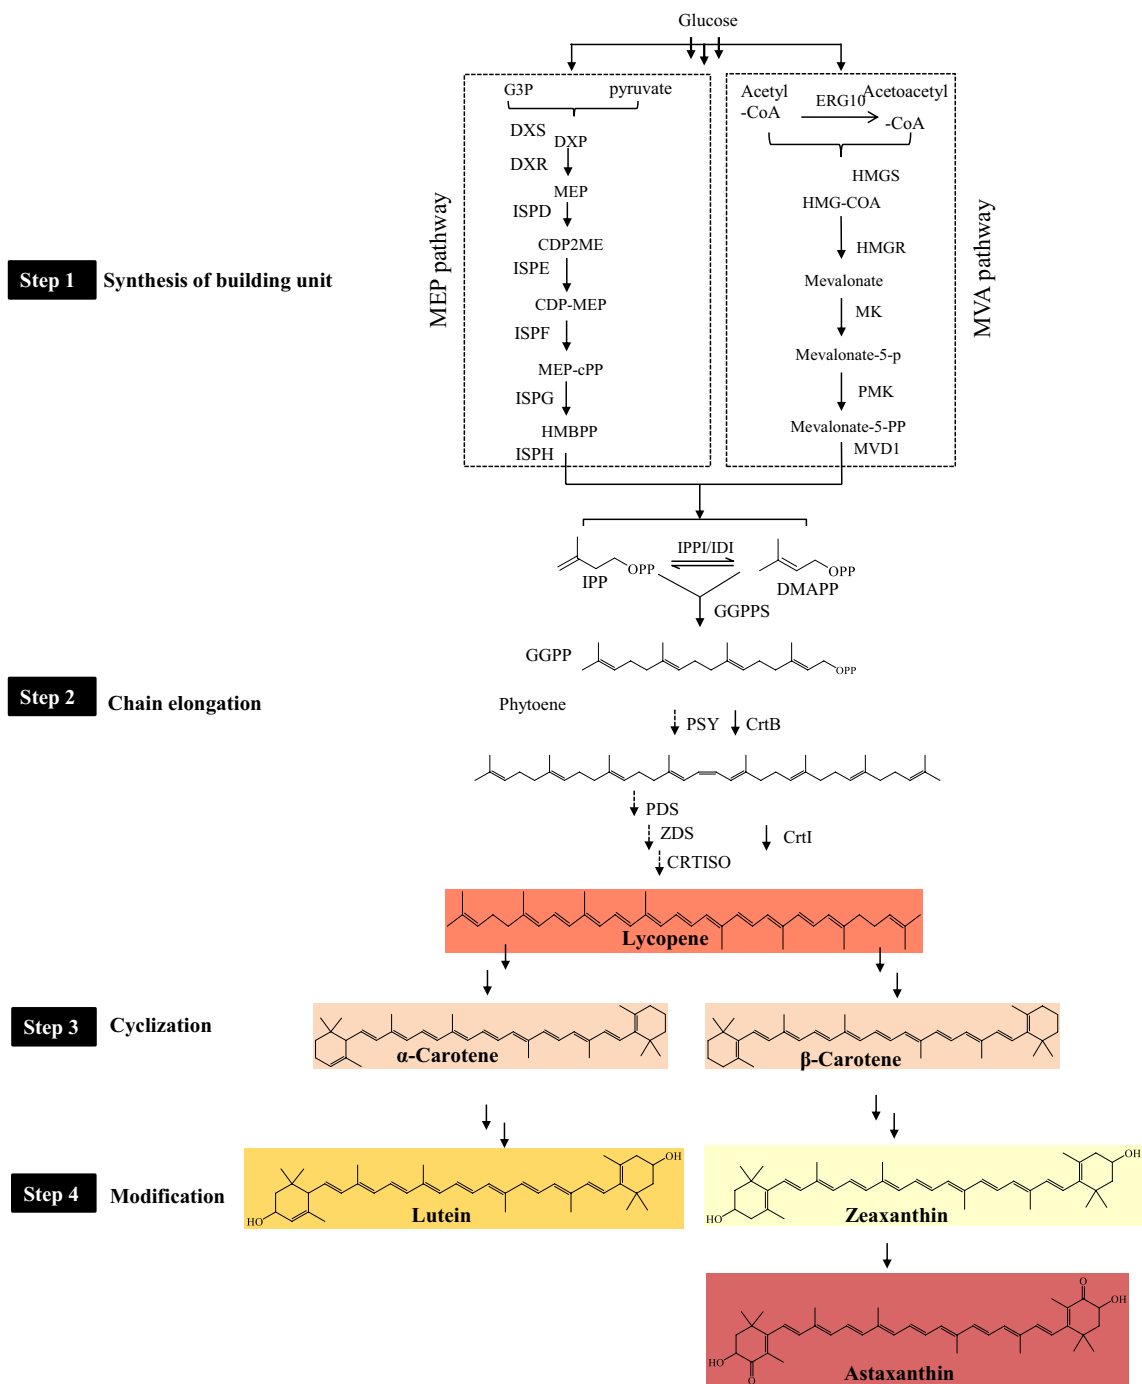 Glucose
G3P
pyruvate
Acetyl
-CoA
ERG10
Acetoacetyl
-CoA
DXS
DXP
DXR
MEP
ISPD
CDP2ME
ISPE
CDP-MEP
ISPF
MEP-cPP
ISPG
HMBPP
ISPH
MEP pathway
HMGS
HMG-COA
HMGR
Mevalonate
MK
Mevalonate-5-p
PMK
Mevalonate-5-PP
MVD1
MVA pathway
Step 1
Synthesis of building unit
IPPI/IDI
OPP
IPP
OPP
DMAPP
GGPPS
GGPP
OPP
Step 2
Chain elongation
Phytoene
PSY
CrtB
PDS
ZDS
CrtI
CRTISO
Lycopene
Step 3
Cyclization
α-Carotene
β-Carotene
Step 4
Modification
OH
HO
Lutein
OH
HO
Zeaxanthin
O
OH
HO
O
Astaxanthin